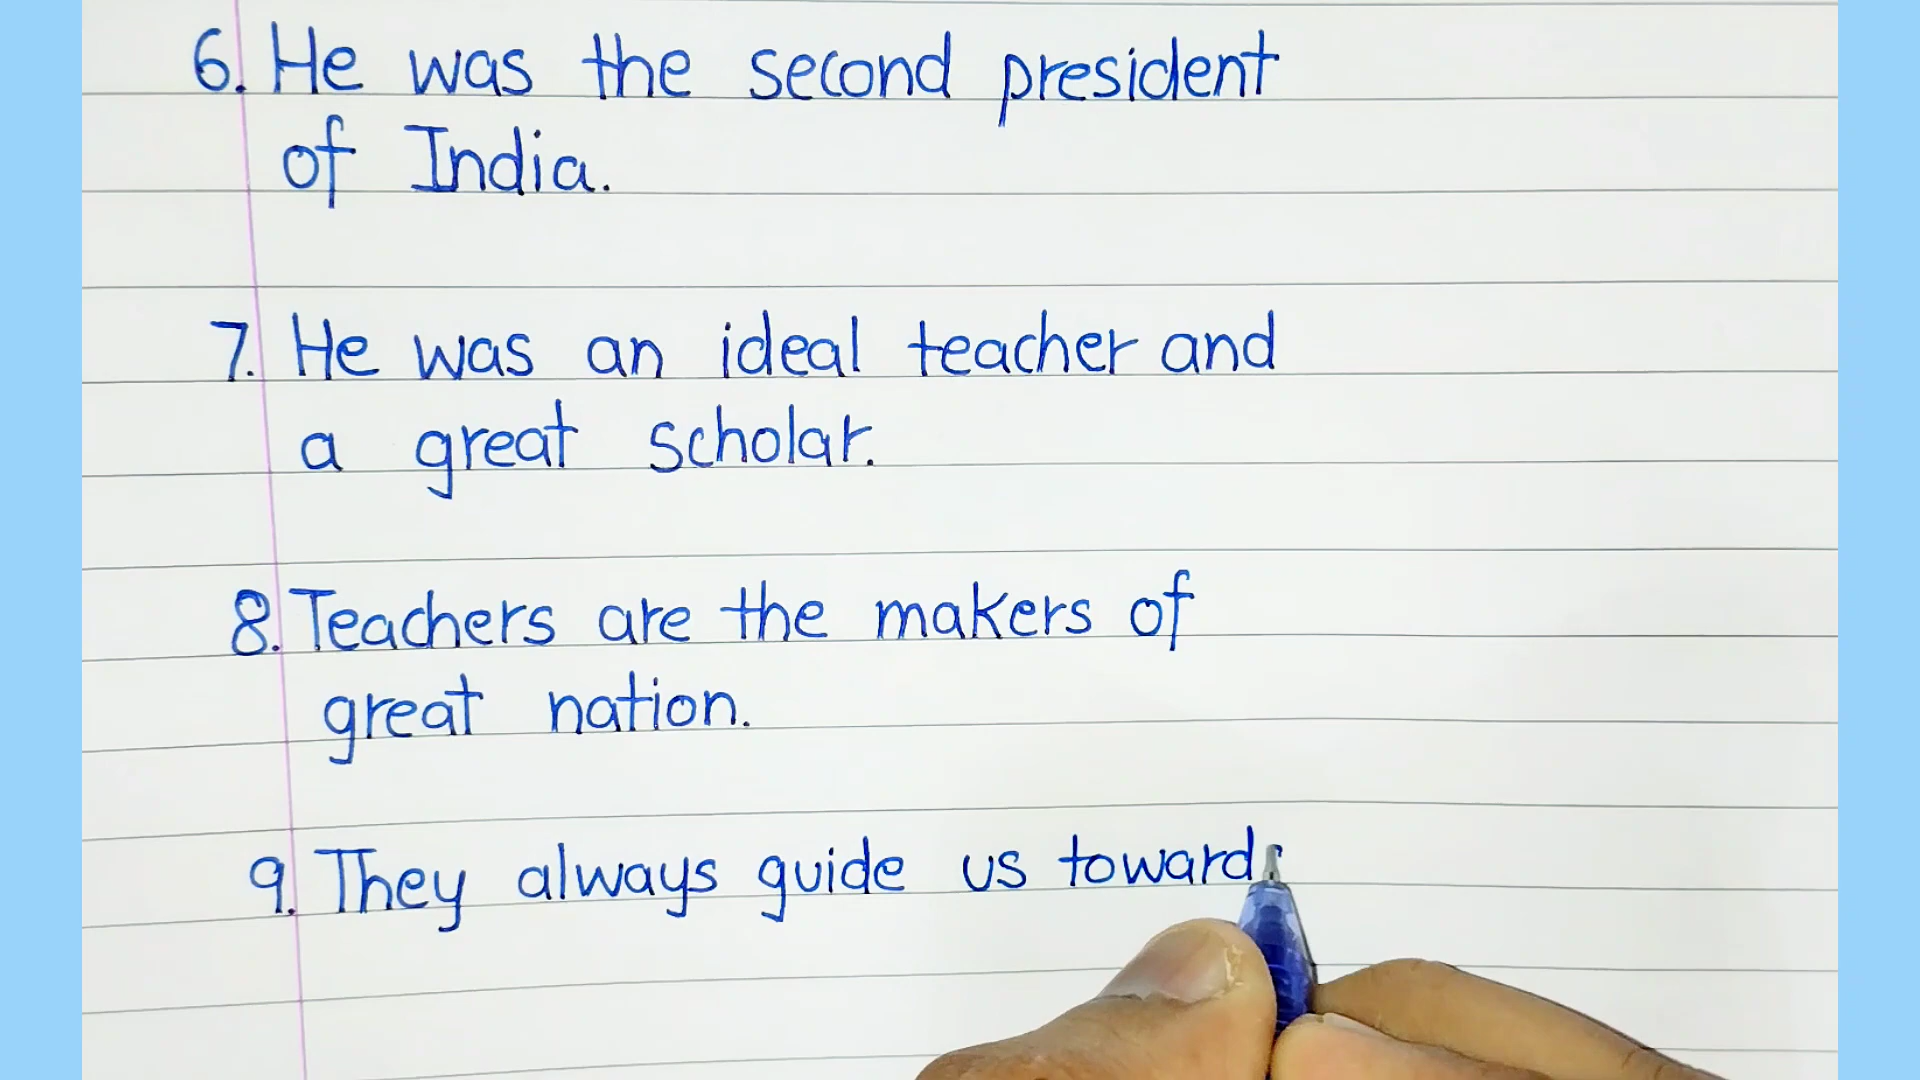 6. He was the second president
of India.
7. He was an ideal teacher and
a great scholar.
8. Teachers are the makers of
great nation.
9. They always guide us towards